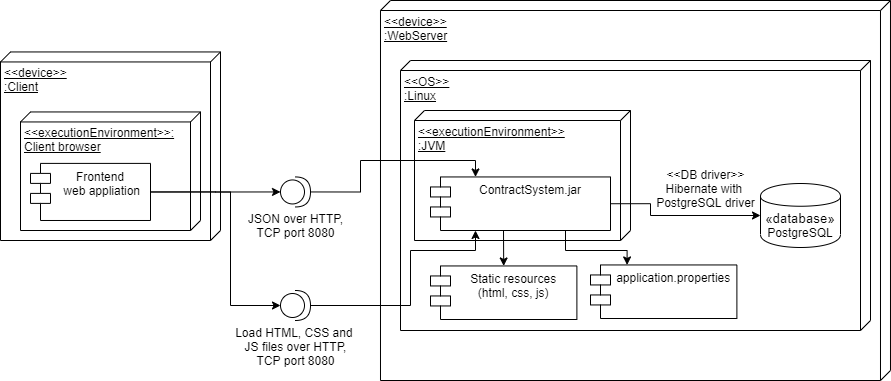 <<device>>
:WebServer
<<device>>
:Client
<<OS>>
:Linux
<<executionEnvironment>>:
Client browser
<<executionEnvironment>>
:JVM
Frontend
web appliation
JSON over HTTP,
TCP port 8080
ContractSystem.jar
<<DB driver>>
Hibernate with
PostgreSQL driver
«database»
PostgreSQL
Static resources
(html, css, js)
application.properties
Load HTML, CSS and
JS files over HTTP,
TCP port 8080